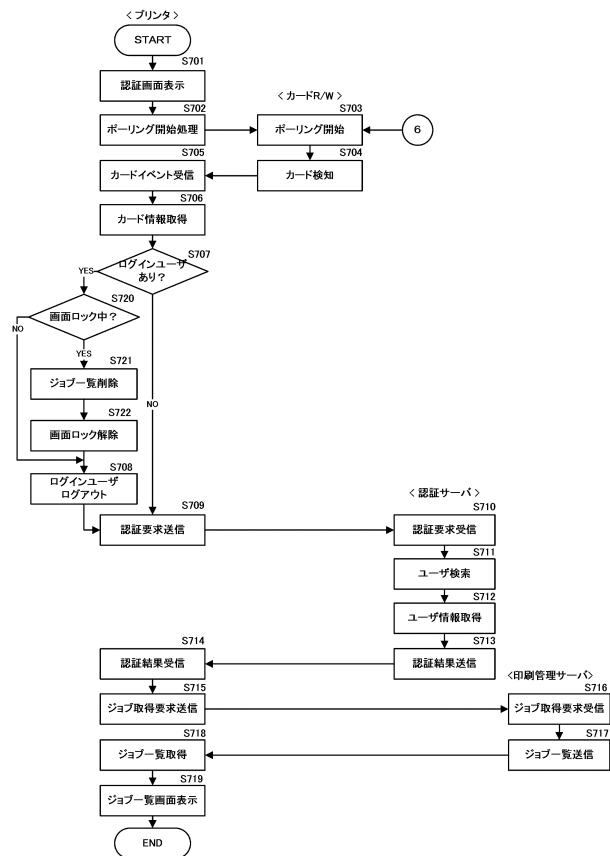 <プリンタ>
START
S701
認証画面表示
<カードR/W>
S702
S703
ポーリング開始処理
ポーリング開始
6
S705
S704
カードイベント受信
カード検知
S706
カード情報取得
S707
ログインユーザ
あり?
YES
S720
画面ロック中?
NO
YES
S721
ジョブ一覧削除
NO
S722
画面ロック解除
S708
ログインユーザ
ログアウト
<認証サーバ>
S709
S710
認証要求送信
認証要求受信
S711
ユーザ検索
S712
ユーザ情報取得
S714
S713
認証結果受信
認証結果送信
<印刷管理サーバ>
S715
S716
ジョブ取得要求送信
ジョブ取得要求受信
S718
S717
ジョブ一覧取得
ジョブ一覧送信
S719
ジョブ一覧画面表示
END